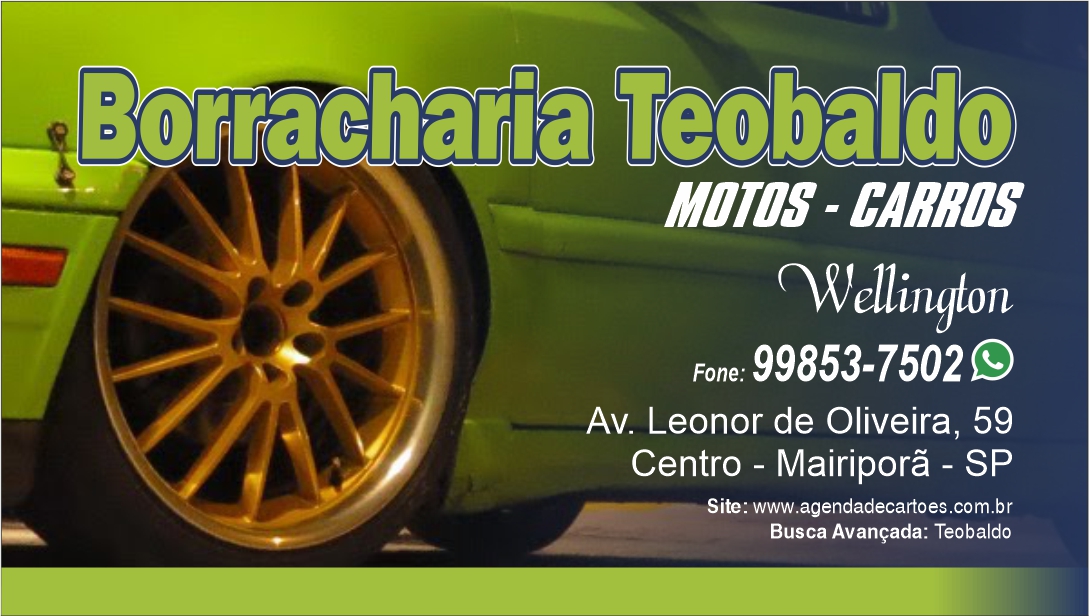 Borracharia Teobaldo
MOTOS - CARROS
Wellington
Fone: 99853-7502
Av. Leonor de Oliveira, 59
Centro - Mairiporã - SP
Site: www.agendadecartoes.com.br
Busca Avançada: Teobaldo